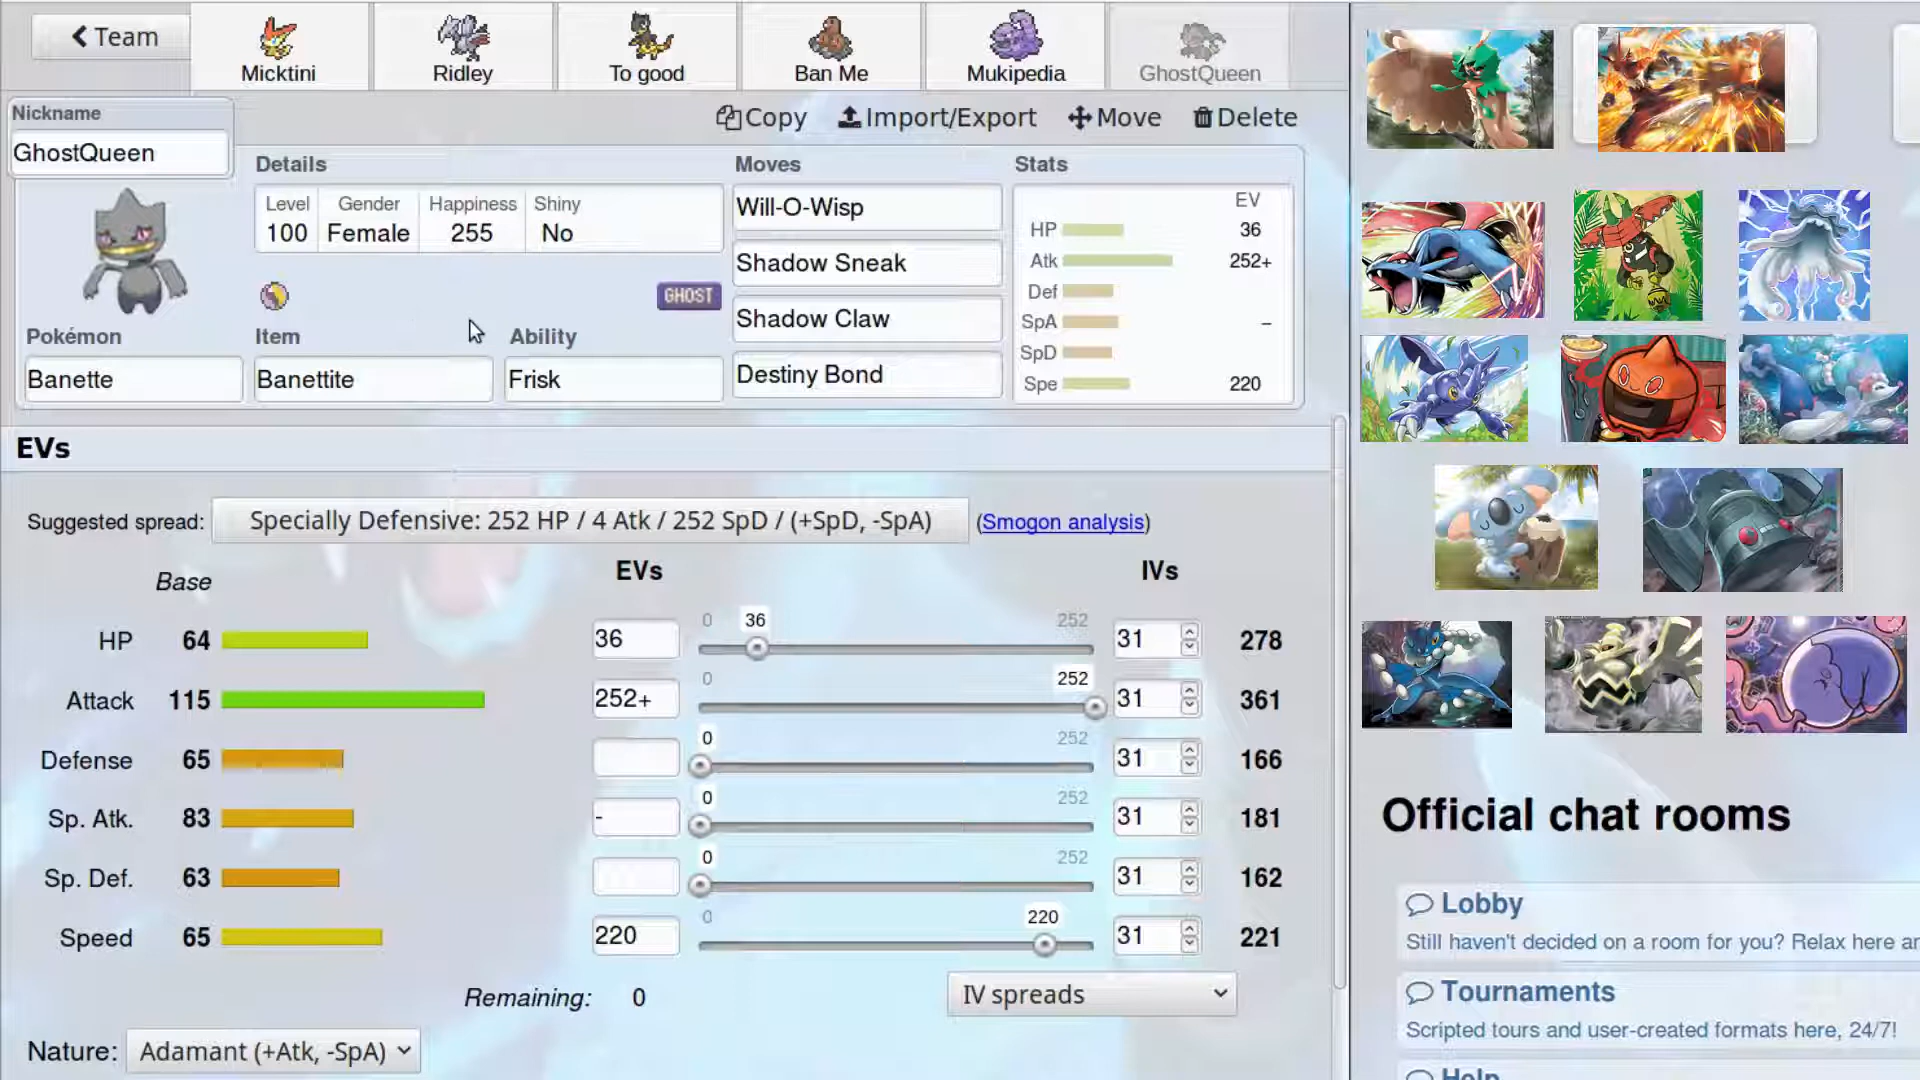 Team
Micktini
Ridley
To good
Ban Me
Mukipedia
GhostQueen
Nickname
GhostQueen
Copy
Import/Export
Move
Delete
Details
Level
Gender
Happiness
Shiny
100
Female
255
No
GHOST
Pokémon
Item
Ability
Banette
Banettite
Frisk
Moves
Will-O-Wisp
Shadow Sneak
Shadow Claw
Destiny Bond
Stats
EV
HP 36
Atk 252+
Def
SpA –
SpD
Spe 220
EVs
Suggested spread: Specially Defensive: 252 HP / 4 Atk / 252 SpD / (+SpD, -SpA) (Smogon analysis)
Base EVs IVs
0 36 252
HP 64 36 31 278
0 252
Attack 115 252+ 31 361
0 252
Defense 65 31 166
0 252
Sp. Atk. 83 - 31 181
0 252
Sp. Def. 63 31 162
0 220
Speed 65 220 31 221
Remaining: 0 IV spreads
Nature: Adamant (+Atk, -SpA)
Official chat rooms
Lobby
Still haven't decided on a room for you? Relax here
Tournaments
Scripted tours and user-created formats here, 24/7!
Help